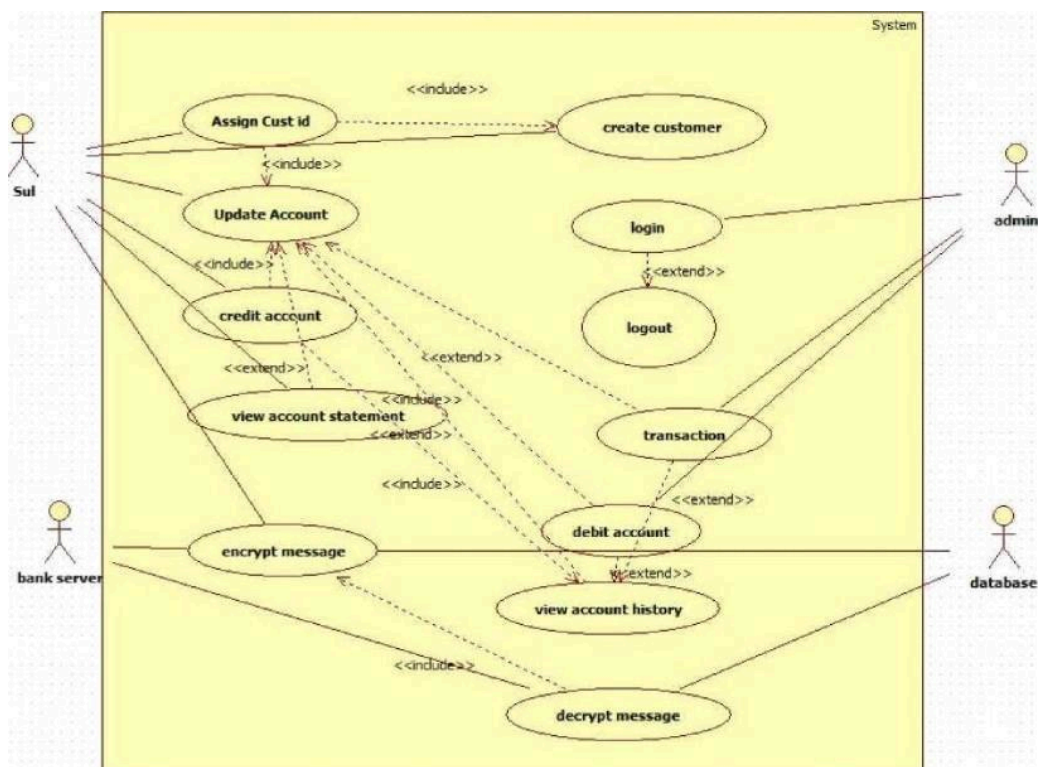 System
<<include>>
Assign Cust id
create customer
<<include>>
Sul
Update Account
login
admin
<<include>>
<<extend>>
credit account
logout
<<extend>>
<<extend>>
<<include>>
view account statement
<<extend>>
transaction
<<include>>
<<extend>>
debit account
encrypt message
bank server
<<extend>>
database
view account history
<<include>>
decrypt message